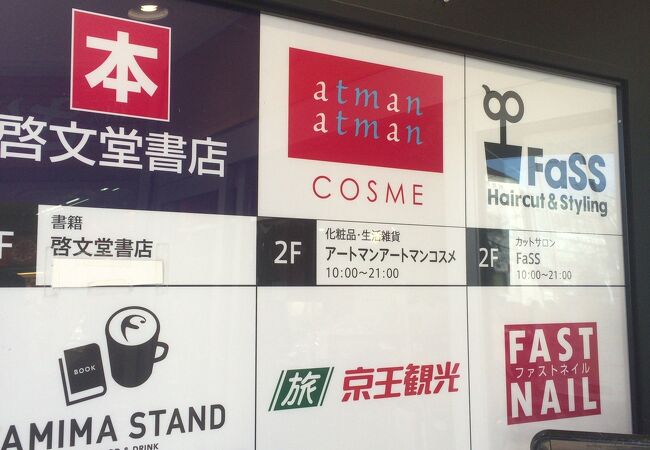 本
啓文堂書店
F
書籍
啓文堂書店
atman
atman
COSME
2F
化粧品・生活雑貨
アートマンアートマンコスメ
10:00～21:00
FaSS
Haircut & Styling
2F
カットサロン
FaSS
10:00～21:00
BOOK
F
AMIMA STAND
& DRINK
旅 京王観光
FAST
ファストネイル
NAIL